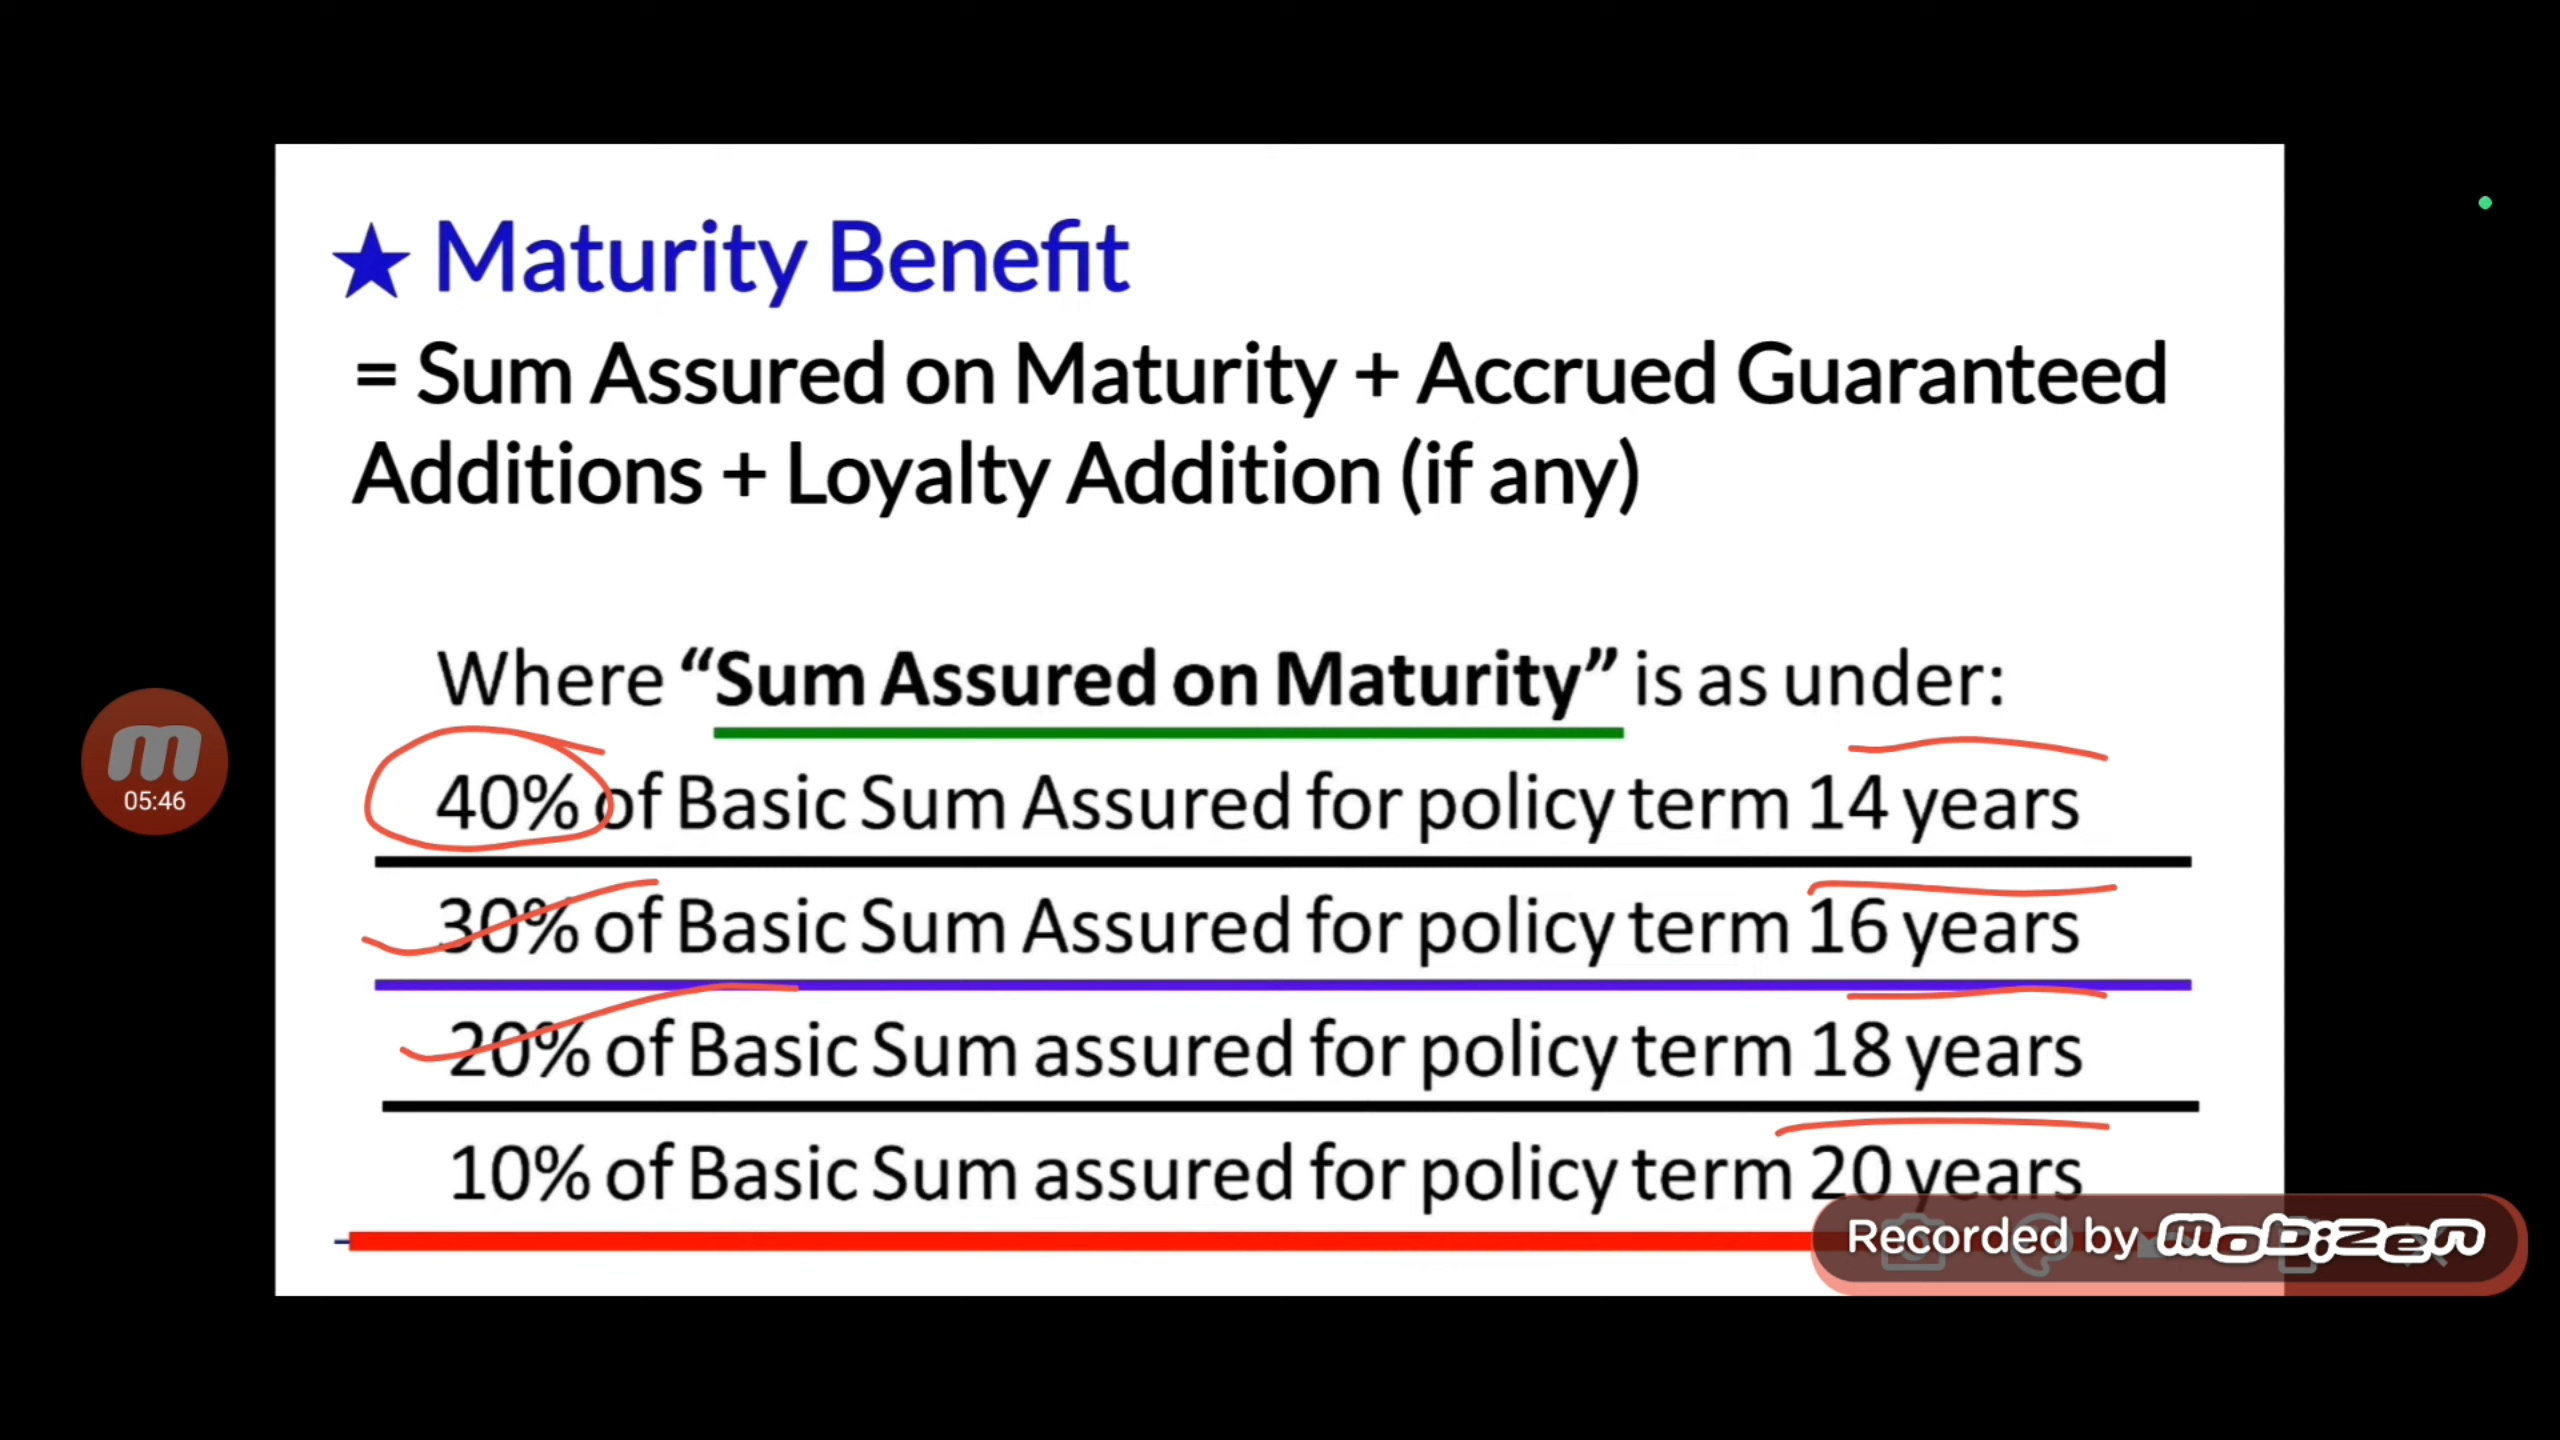 ★ Maturity Benefit
= Sum Assured on Maturity + Accrued Guaranteed
Additions + Loyalty Addition (if any)
Where “Sum Assured on Maturity” is as under:
40% of Basic Sum Assured for policy term 14 years
30% of Basic Sum Assured for policy term 16 years
20% of Basic Sum assured for policy term 18 years
10% of Basic Sum assured for policy term 20 years
m
05:46
Recorded by mobizen